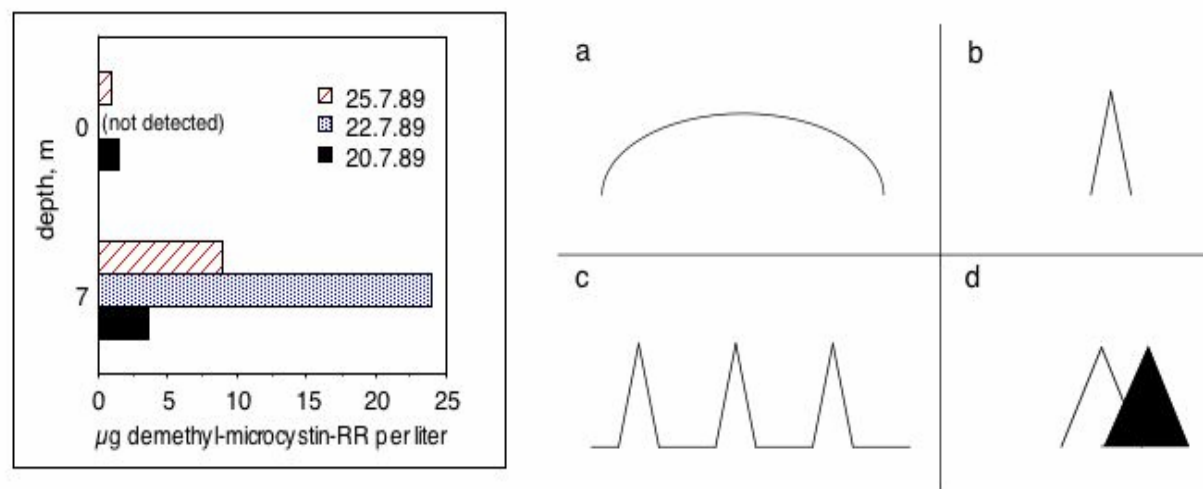 25.7.89
0 (not detected)
22.7.89
20.7.89
depth, m
7
0 5 10 15 20 25
µg demethyl-microcystin-RR per liter
a
b
c
d